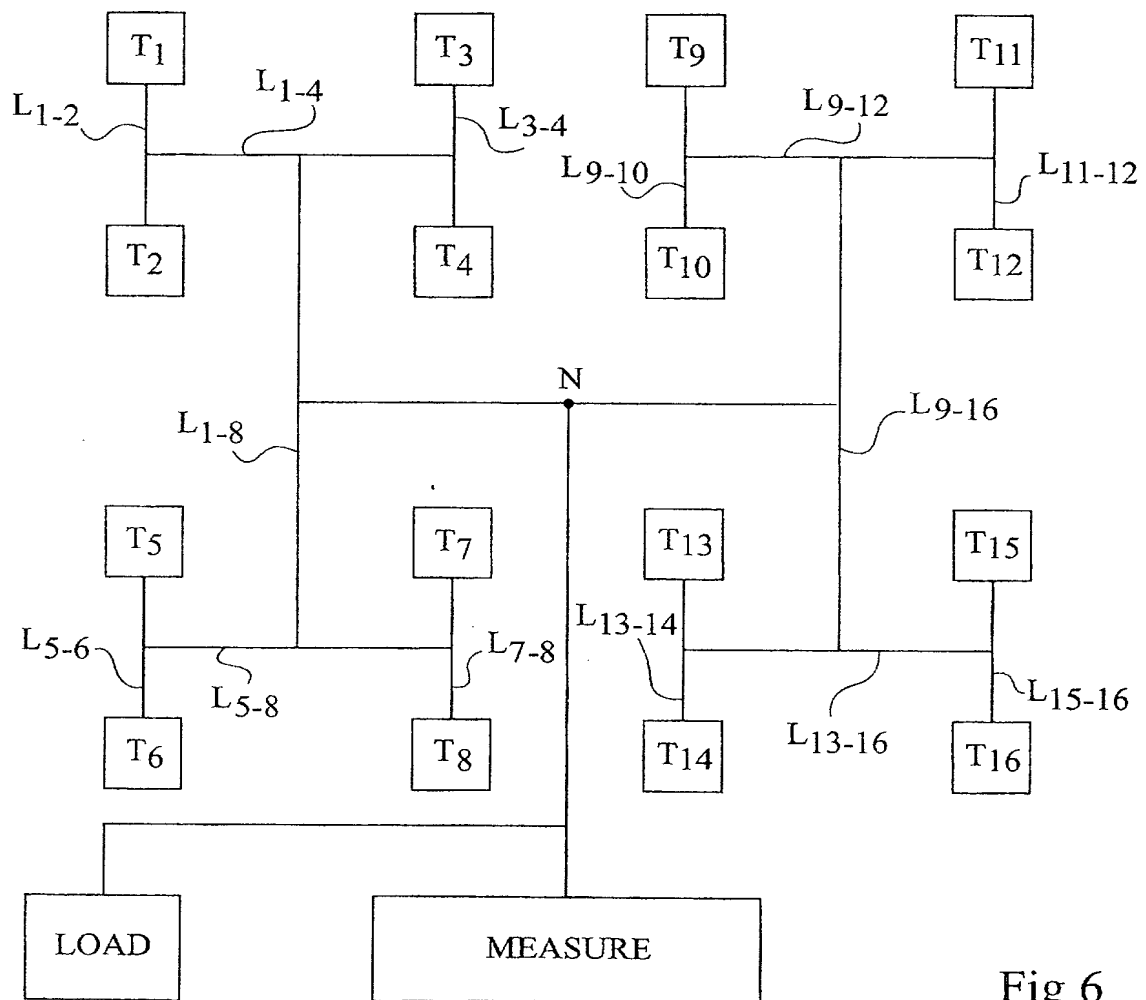 T1 T3 T9 T11
L1-2 L1-4 L3-4 L9-12
L9-10 L11-12
T2 T4 T10 T12
N
L1-8 L9-16
T5 T7 T13 T15
L5-6 L5-8 L7-8 L13-14
L13-16 L15-16
T6 T8 T14 T16
LOAD MEASURE
Fig 6